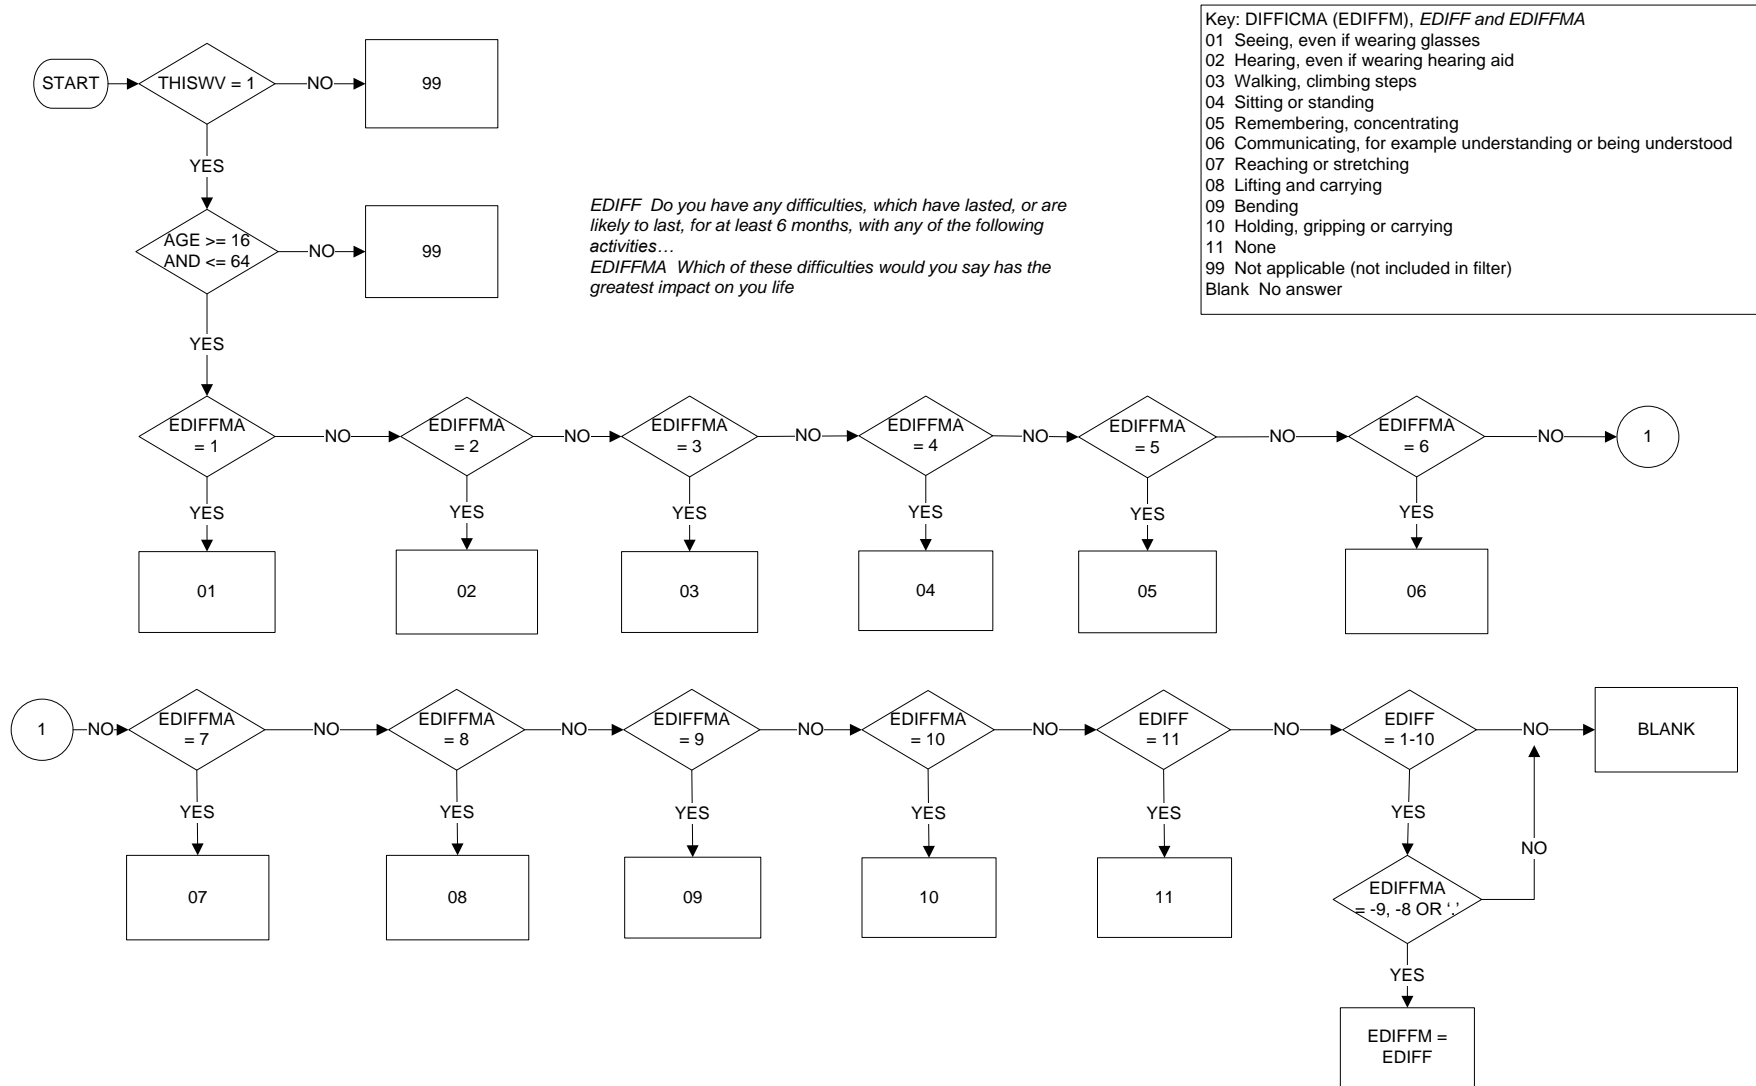 Key: DIFFICMA (EDIFFM), EDIFF and EDIFFMA
01 Seeing, even if wearing glasses
02 Hearing, even if wearing hearing aid
03 Walking, climbing steps
04 Sitting or standing
05 Remembering, concentrating
06 Communicating, for example understanding or being understood
07 Reaching or stretching
08 Lifting and carrying
09 Bending
10 Holding, gripping or carrying
11 None
99 Not applicable (not included in filter)
Blank No answer
START
THISWV = 1
NO
99
YES
AGE >= 16
AND <= 64
NO
99
EDIFF Do you have any difficulties, which have lasted, or are
likely to last, for at least 6 months, with any of the following
activities…
EDIFFMA Which of these difficulties would you say has the
greatest impact on you life
YES
EDIFFMA
= 1
NO
EDIFFMA
= 2
NO
EDIFFMA
= 3
NO
EDIFFMA
= 4
NO
EDIFFMA
= 5
NO
EDIFFMA
= 6
NO
1
YES
YES
YES
YES
YES
YES
01
02
03
04
05
06
1
NO
EDIFFMA
= 7
NO
EDIFFMA
= 8
NO
EDIFFMA
= 9
NO
EDIFFMA
= 10
NO
EDIFF
= 11
NO
EDIFF
= 1-10
NO
BLANK
YES
YES
YES
YES
YES
YES
NO
07
08
09
10
11
EDIFFMA
= -9, -8 OR ‘.’
YES
EDIFFM =
EDIFF